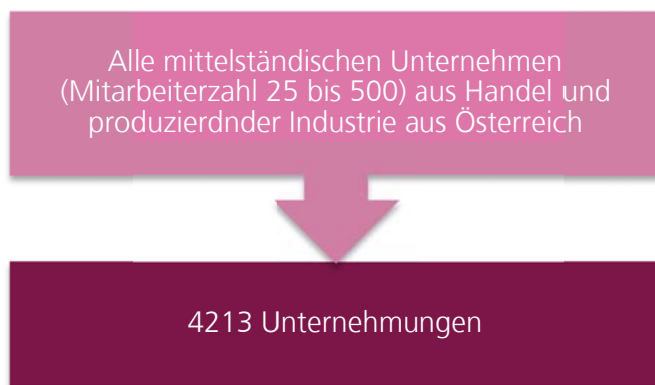 Alle mittelständischen Unternehmen
(Mitarbeiterzahl 25 bis 500) aus Handel und
produzierdnder Industrie aus Österreich
4213 Unternehmungen